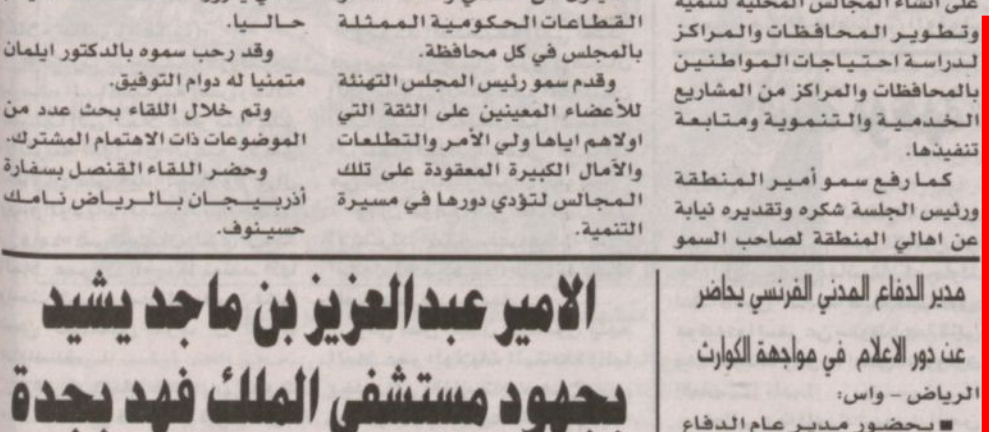 على انشاء المجالس المحلية لتنمية
وتطوير المحافظات والمراكز
لدراسة احتياجات المواطنين
بالمحافظات والمراكز من المشاريع
الخدمية والتنموية ومتابعة
تنفيذها.
كما رفع سمو أمير المنطقة
ورئيس الجلسة شكره وتقديره نيابة
عن اهالي المنطقة لصاحب السمو
القطاعات الحكومية الممثلة
بالمجلس في كل محافظة.
وقدم سمو رئيس المجلس التهنئة
للأعضاء المعينين على الثقة التي
اولاهم اياها ولي الأمر والتطلعات
والآمال الكبيرة المعقودة على تلك
المجالس لتؤدي دورها في مسيرة
التنمية.
حالياً.
وقد رحب سموه بالدكتور ايلمان
متمنيا له دوام التوفيق.
وتم خلال اللقاء بحث عدد من
الموضوعات ذات الاهتمام المشترك.
وحضر اللقاء القنصل بسفارة
أذربيجان بالرياض نامك
حسينوف.
مدير الدفاع المدني الفرنسي يحاضر
عن دور الاعلام في مواجهة الكوارث
الرياض – واس:
■ بحضور مدير عام الدفاع
الامير عبدالعزيز بن ماجد يشيد
بجهود مستشفى الملك فهد بجدة